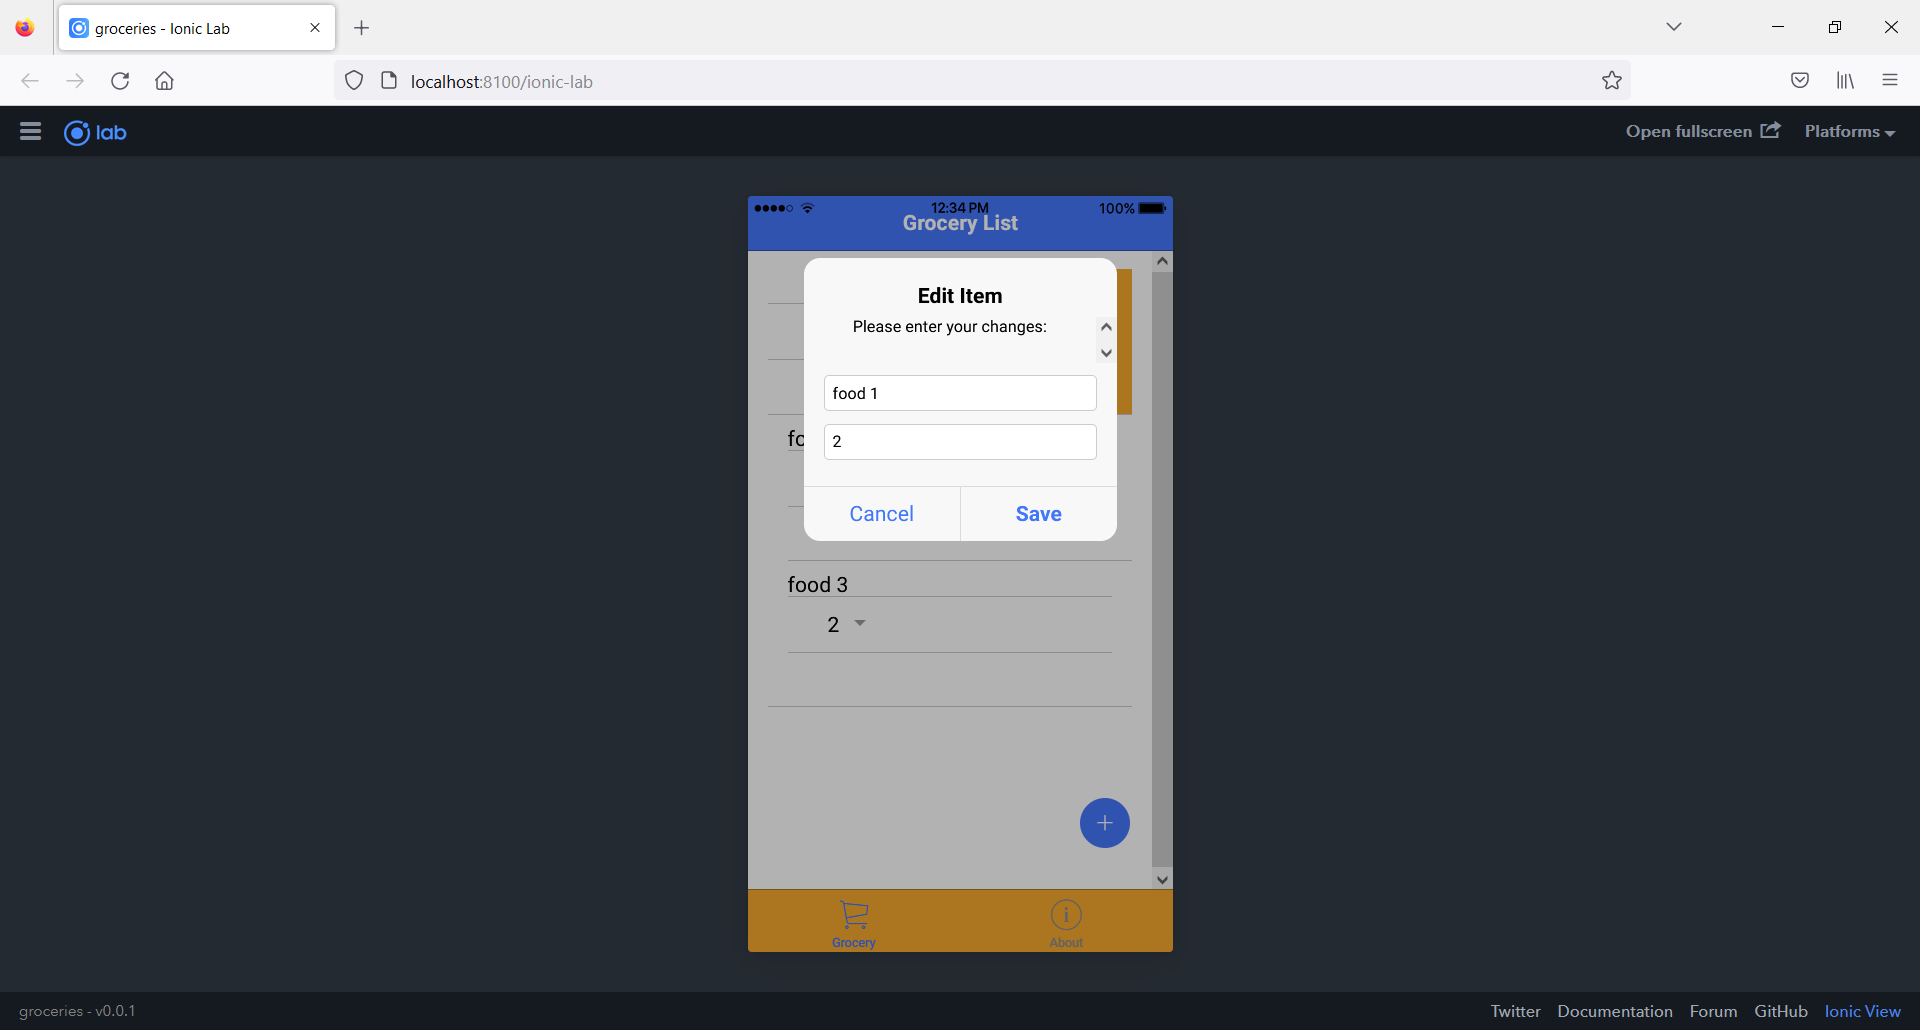 groceries - Ionic Lab
localhost:8100/ionic-lab
lab
Open fullscreen
Platforms
12:34 PM
100%
Grocery List
Edit Item
Please enter your changes:
food 1
2
Cancel
Save
food 3
2
Grocery
About
groceries - v0.0.1
Twitter Documentation Forum GitHub Ionic View